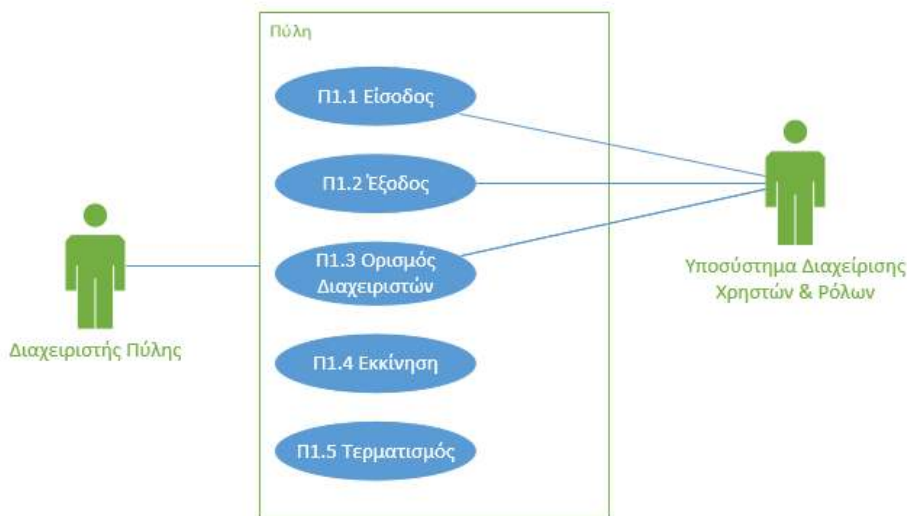 Πύλη
Π1.1 Είσοδος
Π1.2 Έξοδος
Π1.3 Ορισμός
Διαχειριστών
Π1.4 Εκκίνηση
Π1.5 Τερματισμός
Διαχειριστής Πύλης
Υποσύστημα Διαχείρισης
Χρηστών & Ρόλων